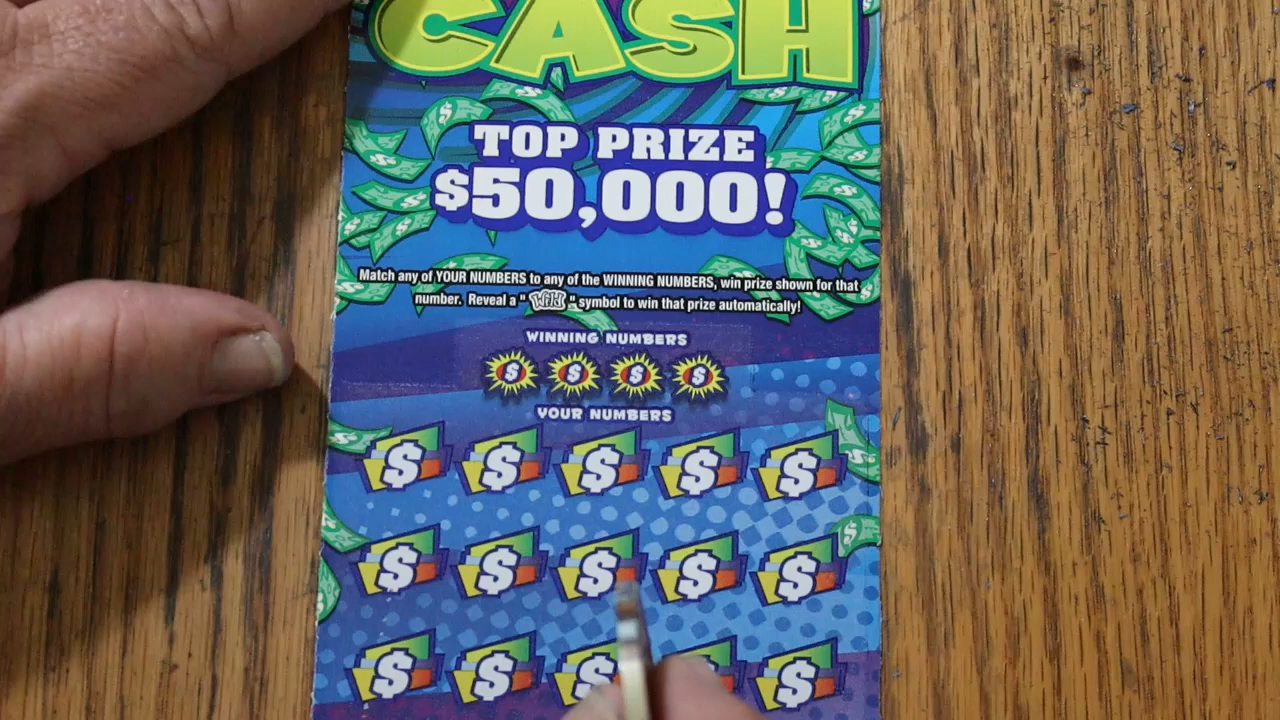 CASH
TOP PRIZE
$50,000!
Match any of YOUR NUMBERS to any of the WINNING NUMBERS, win prize shown for that
number. Reveal a "Wild" symbol to win that prize automatically!
WINNING NUMBERS
$ $ $ $
YOUR NUMBERS
$ $ $ $ $
$ $ $ $ $
$ $ $ $